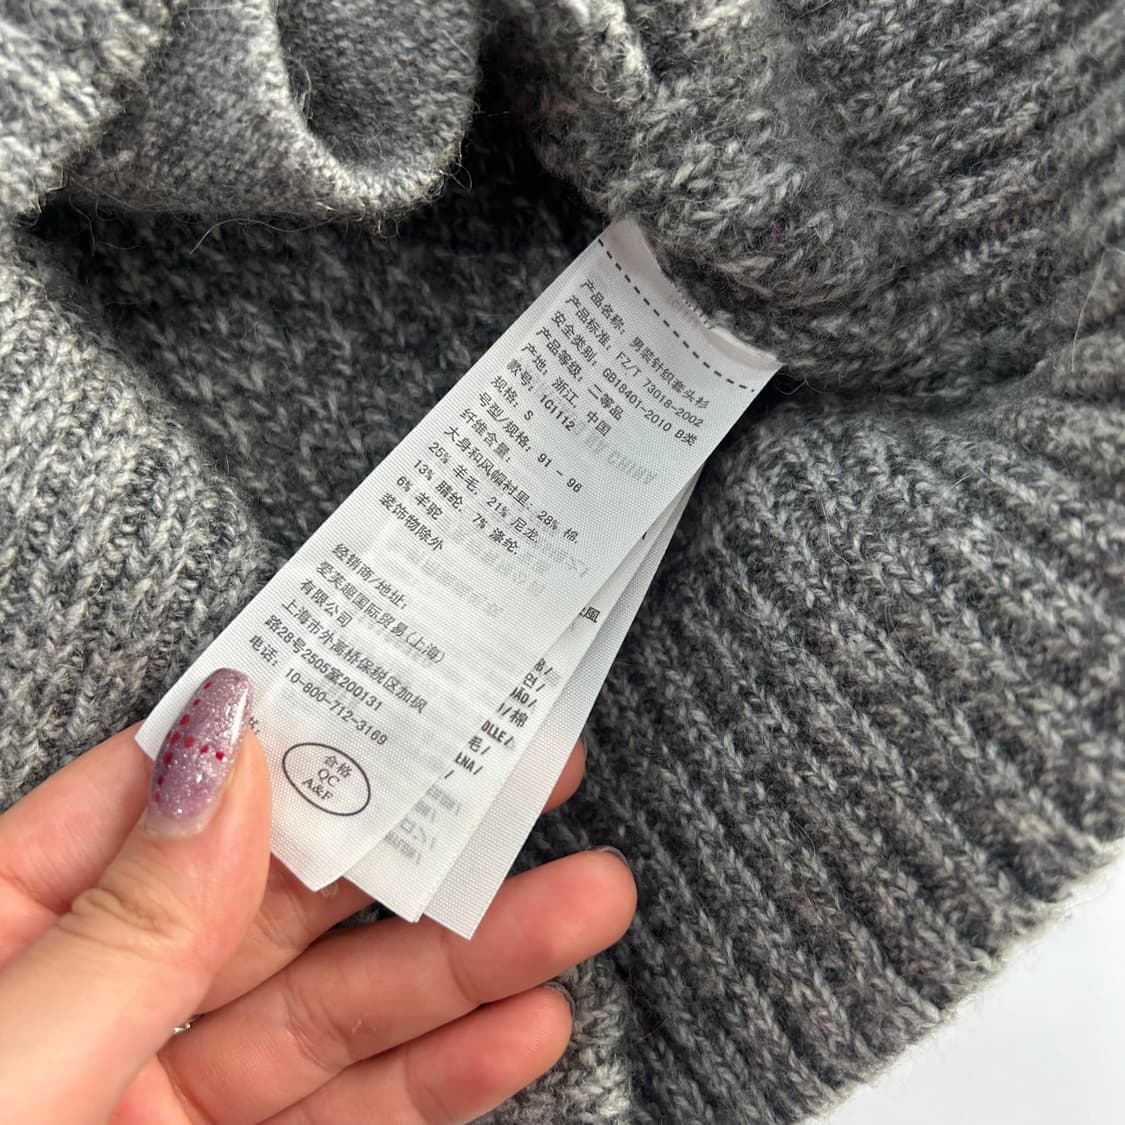 产品名称: 男装针织套头衫
产品标准: FZ/T 73018-2002
安全类别: GB18401-2010 B类
产品等级: 二等品
产地: 浙江, 中国
款号: 1C1112
规格: S
号型/规格: 91 - 96
纤维含量:
大身和风帽衬里: 28% 棉,
25% 羊毛, 21% 尼龙,
13% 腈纶, 7% 涤纶,
6% 羊驼
装饰物除外
经销商/地址:
爱芙趣国际贸易(上海)
有限公司
上海市外高桥保税区加枫
路28号2505室200131
电话: 10-800-712-3169
合格
QC
A&F